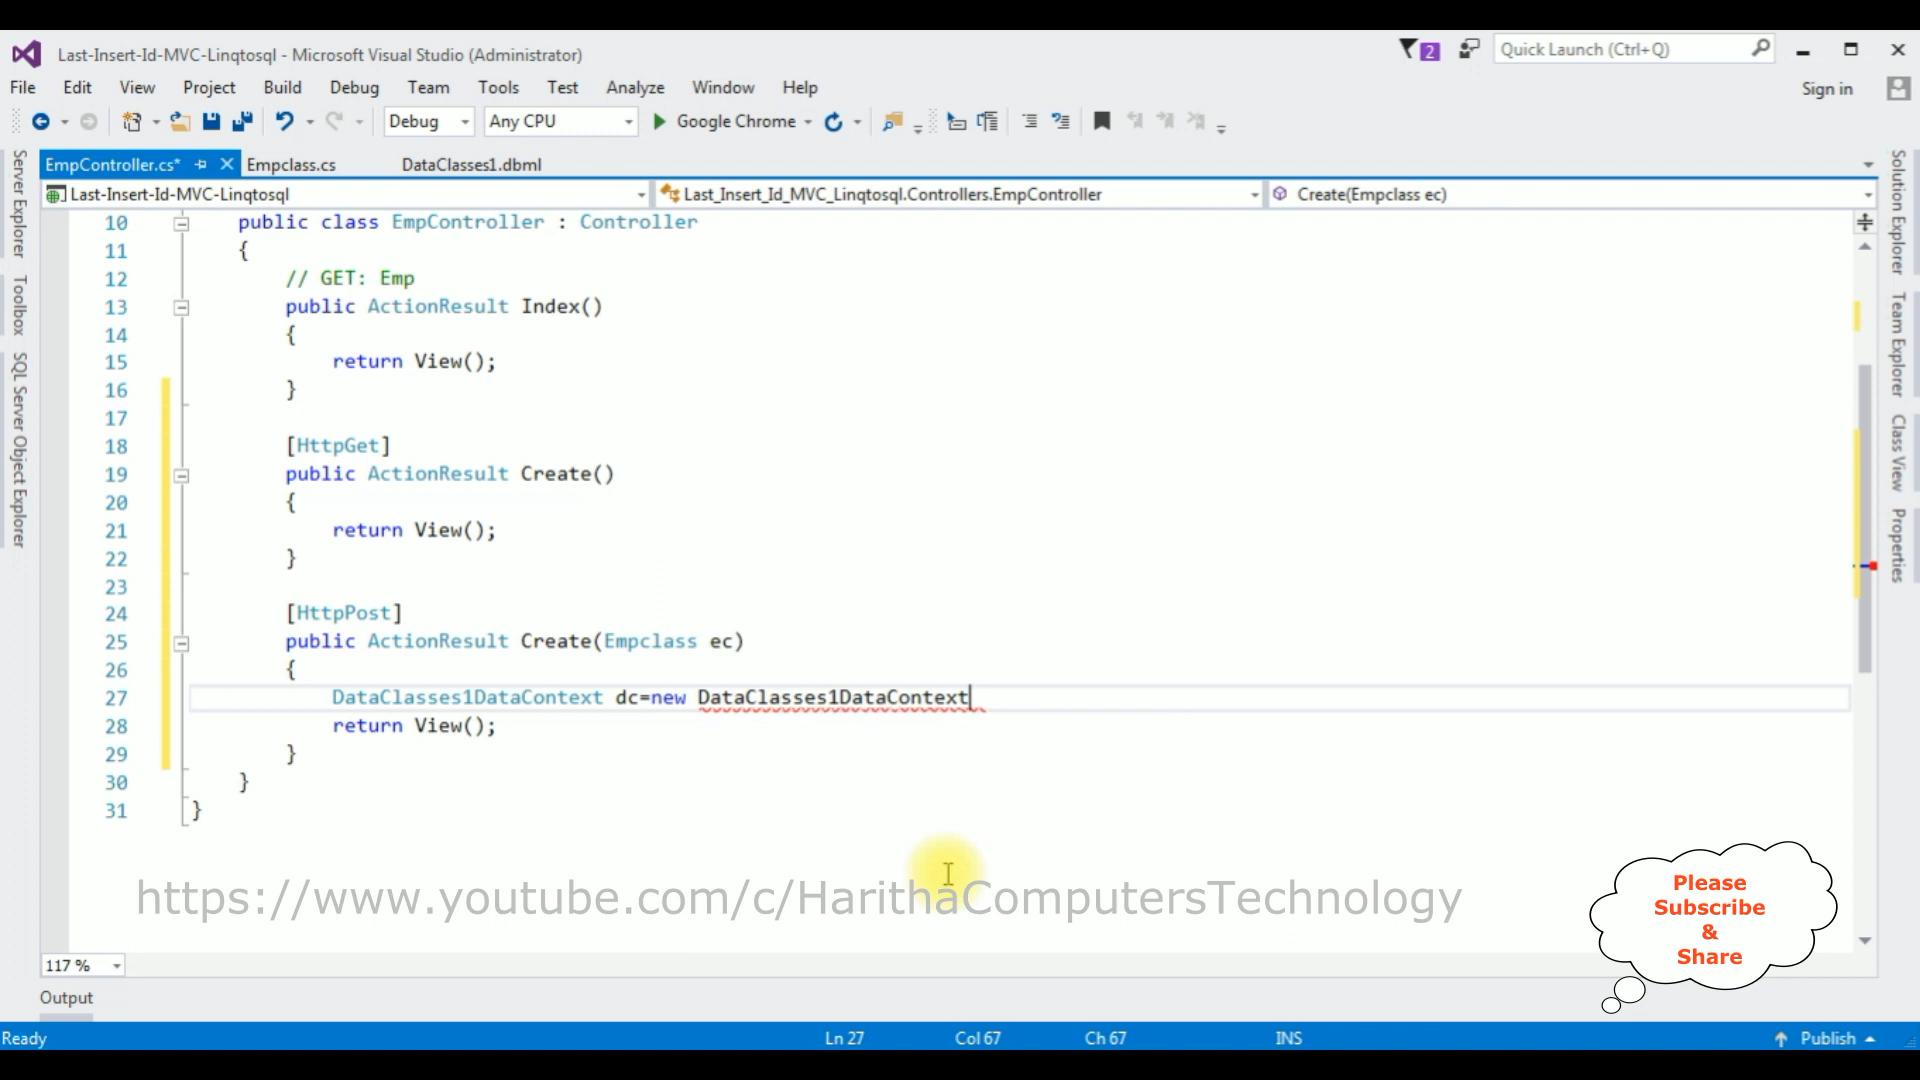 Last-Insert-Id-MVC-Linqtosql - Microsoft Visual Studio (Administrator)
2
Quick Launch (Ctrl+Q)
File Edit View Project Build Debug Team Tools Test Analyze Window Help
Sign in
Debug Any CPU Google Chrome
EmpController.cs* Empclass.cs DataClasses1.dbml
Last-Insert-Id-MVC-Linqtosql Last_Insert_Id_MVC_Linqtosql.Controllers.EmpController Create(Empclass ec)
Server Explorer
Toolbox
SQL Server Object Explorer
10 public class EmpController : Controller
11 {
12 // GET: Emp
13 public ActionResult Index()
14 {
15 return View();
16 }
17
18 [HttpGet]
19 public ActionResult Create()
20 {
21 return View();
22 }
23
24 [HttpPost]
25 public ActionResult Create(Empclass ec)
26 {
27 DataClasses1DataContext dc=new DataClasses1DataContext
28 return View();
29 }
30 }
31 }
Solution Explorer
Team Explorer
Class View
Properties
https://www.youtube.com/c/HarithaComputersTechnology
Please
Subscribe
&
Share
117 %
Output
Ready Ln 27 Col 67 Ch 67 INS Publish